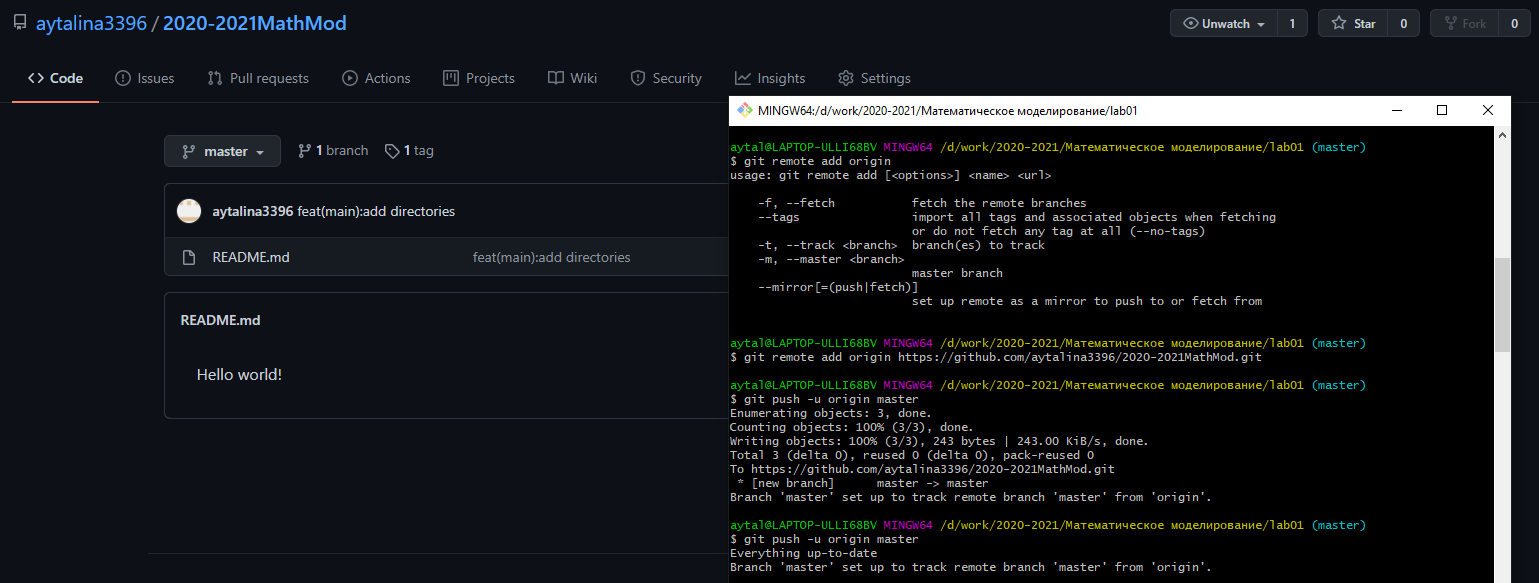 aytalina3396 / 2020-2021MathMod
Unwatch 1 Star 0 Fork 0
Code Issues Pull requests Actions Projects Wiki Security Insights Settings
master 1 branch 1 tag
aytalina3396 feat(main):add directories
README.md feat(main):add directories
README.md
Hello world!
MINGW64:/d/work/2020-2021/Математическое моделирование/lab01
aytal@LAPTOP-ULLI68BV MINGW64 /d/work/2020-2021/Математическое моделирование/lab01 (master)
$ git remote add origin
usage: git remote add [<options>] <name> <url>
-f, --fetch fetch the remote branches
--tags import all tags and associated objects when fetching
or do not fetch any tag at all (--no-tags)
-t, --track <branch> branch(es) to track
-m, --master <branch>
master branch
--mirror[=(push|fetch)]
set up remote as a mirror to push to or fetch from
aytal@LAPTOP-ULLI68BV MINGW64 /d/work/2020-2021/Математическое моделирование/lab01 (master)
$ git remote add origin https://github.com/aytalina3396/2020-2021MathMod.git
aytal@LAPTOP-ULLI68BV MINGW64 /d/work/2020-2021/Математическое моделирование/lab01 (master)
$ git push -u origin master
Enumerating objects: 3, done.
Counting objects: 100% (3/3), done.
Writing objects: 100% (3/3), 243 bytes | 243.00 KiB/s, done.
Total 3 (delta 0), reused 0 (delta 0), pack-reused 0
To https://github.com/aytalina3396/2020-2021MathMod.git
* [new branch] master -> master
Branch 'master' set up to track remote branch 'master' from 'origin'.
aytal@LAPTOP-ULLI68BV MINGW64 /d/work/2020-2021/Математическое моделирование/lab01 (master)
$ git push -u origin master
Everything up-to-date
Branch 'master' set up to track remote branch 'master' from 'origin'.